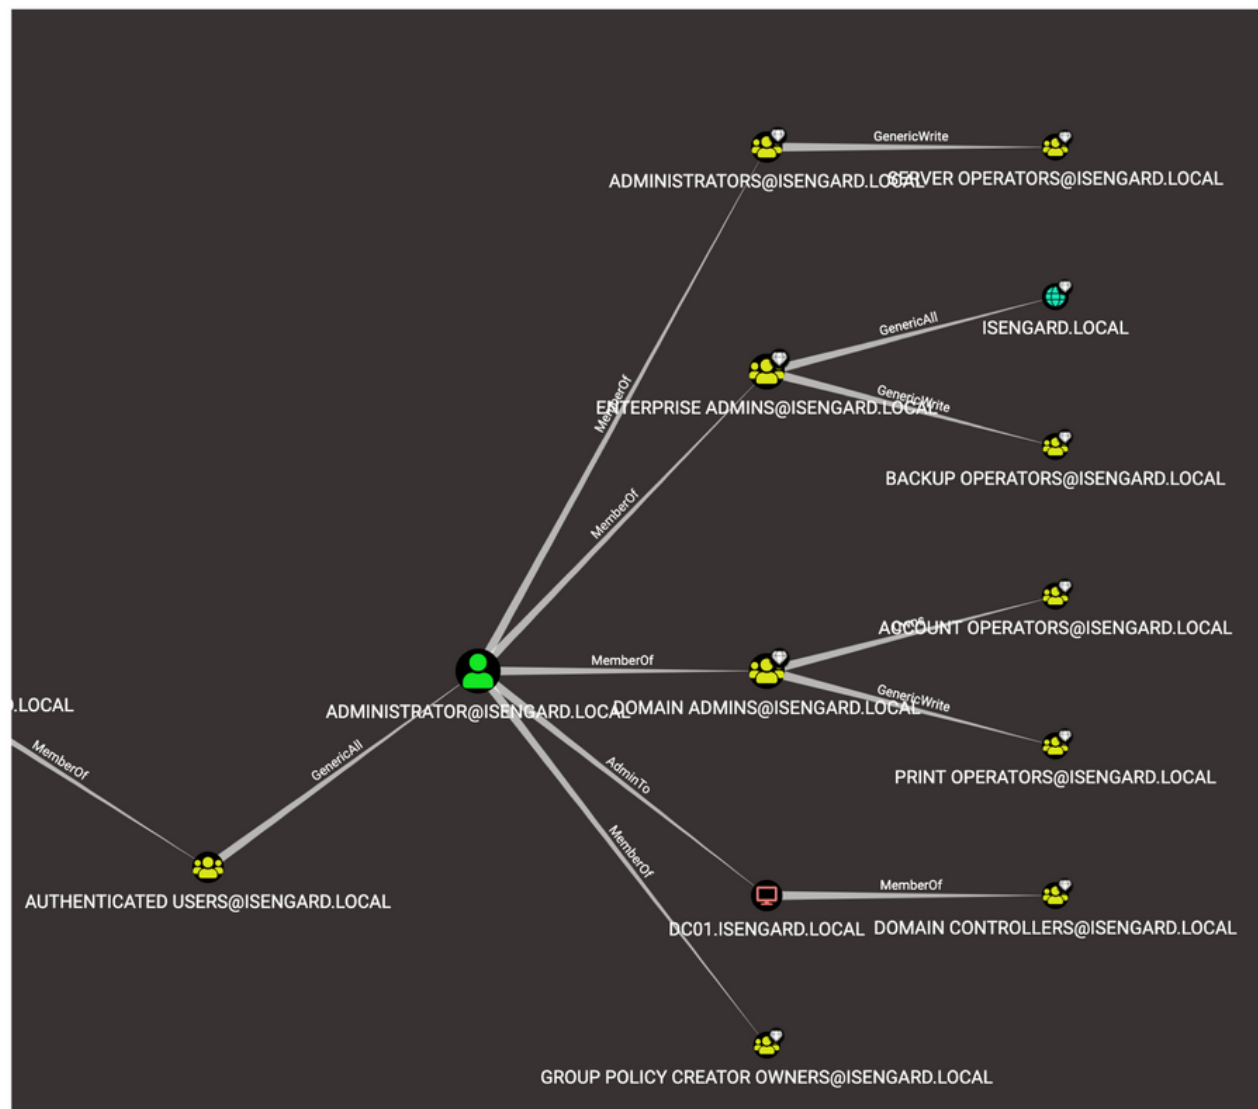 GenericWrite
ADMINISTRATORS@ISENGARD.LOCAL
SERVER OPERATORS@ISENGARD.LOCAL
GenericAll
ISENGARD.LOCAL
MemberOf
GenericWrite
ENTERPRISE ADMINS@ISENGARD.LOCAL
BACKUP OPERATORS@ISENGARD.LOCAL
MemberOf
Owns
ACCOUNT OPERATORS@ISENGARD.LOCAL
MemberOf
GenericWrite
.LOCAL
ADMINISTRATOR@ISENGARD.LOCAL
DOMAIN ADMINS@ISENGARD.LOCAL
MemberOf
GenericAll
AdminTo
PRINT OPERATORS@ISENGARD.LOCAL
MemberOf
AUTHENTICATED USERS@ISENGARD.LOCAL
MemberOf
DC01.ISENGARD.LOCAL
DOMAIN CONTROLLERS@ISENGARD.LOCAL
GROUP POLICY CREATOR OWNERS@ISENGARD.LOCAL